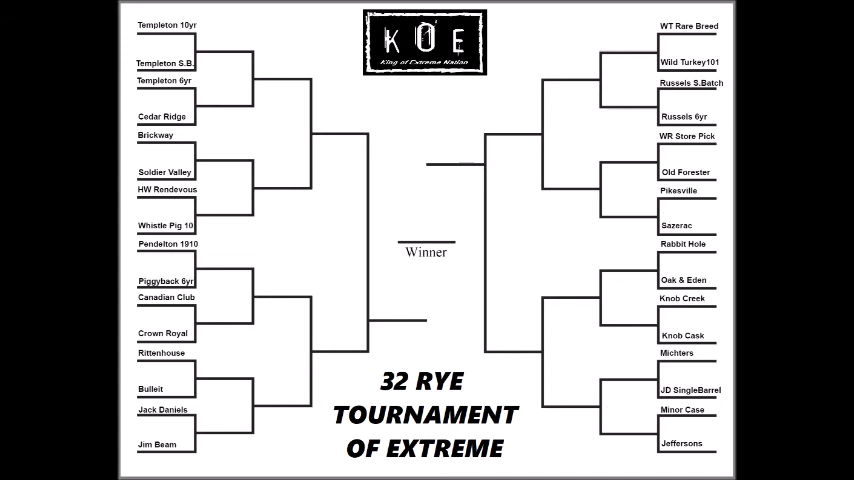 Templeton 10yr
Templeton S.B.
Templeton 6yr
Cedar Ridge
Brickway
Soldier Valley
HW Rendevous
Whistle Pig 10
Pendelton 1910
Piggyback 6yr
Canadian Club
Crown Royal
Rittenhouse
Bulleit
Jack Daniels
Jim Beam
KOE
King of Extreme Nation
Winner
32 RYE
TOURNAMENT
OF EXTREME
WT Rare Breed
Wild Turkey101
Russels S.Batch
Russels 6yr
WR Store Pick
Old Forester
Pikesville
Sazerac
Rabbit Hole
Oak & Eden
Knob Creek
Knob Cask
Michters
JD SingleBarrel
Minor Case
Jeffersons